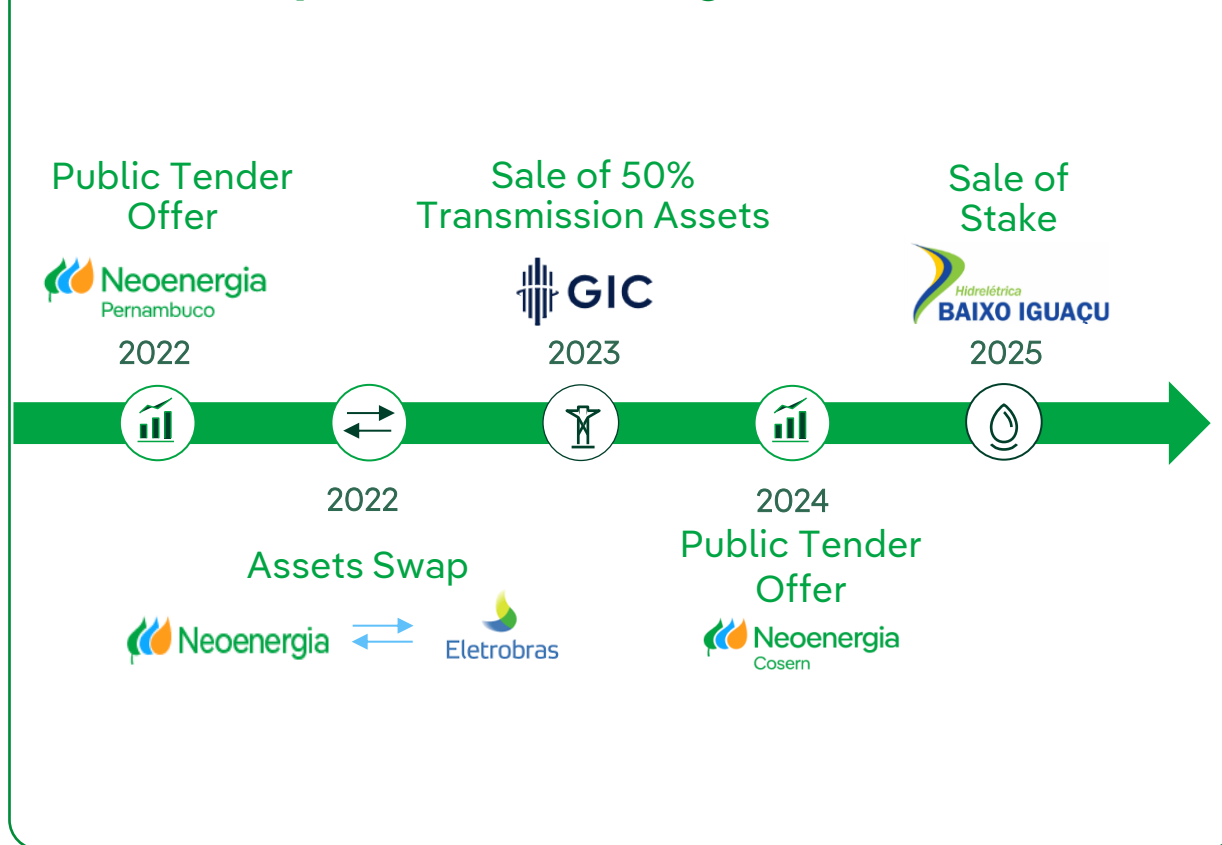 Public Tender
Offer
Neoenergia
Pernambuco
2022
Sale of 50%
Transmission Assets
GIC
2023
Sale of
Stake
Hidrelétrica
BAIXO IGUAÇU
2025
2022
Assets Swap
Neoenergia
Eletrobras
2024
Public Tender
Offer
Neoenergia
Cosern